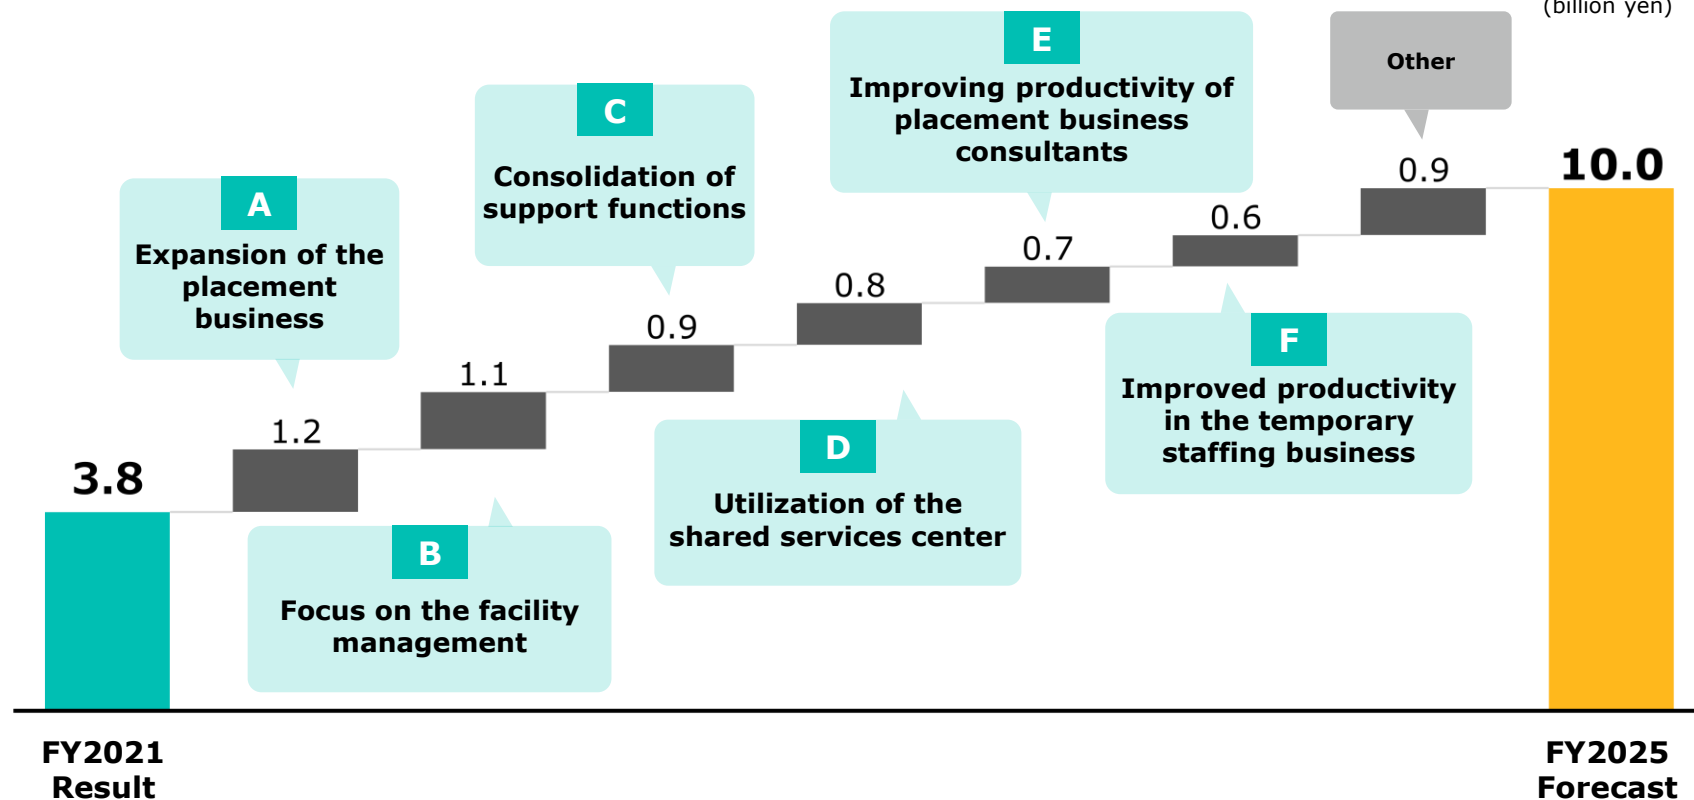 (billion yen)
E
Improving productivity of
placement business
consultants
Other
C
Consolidation of
support functions
A
Expansion of the
placement
business
10.0
0.9
0.6
0.7
0.8
0.9
1.1
1.2
3.8
F
Improved productivity
in the temporary
staffing business
D
Utilization of the
shared services center
B
Focus on the facility
management
FY2021
Result
FY2025
Forecast